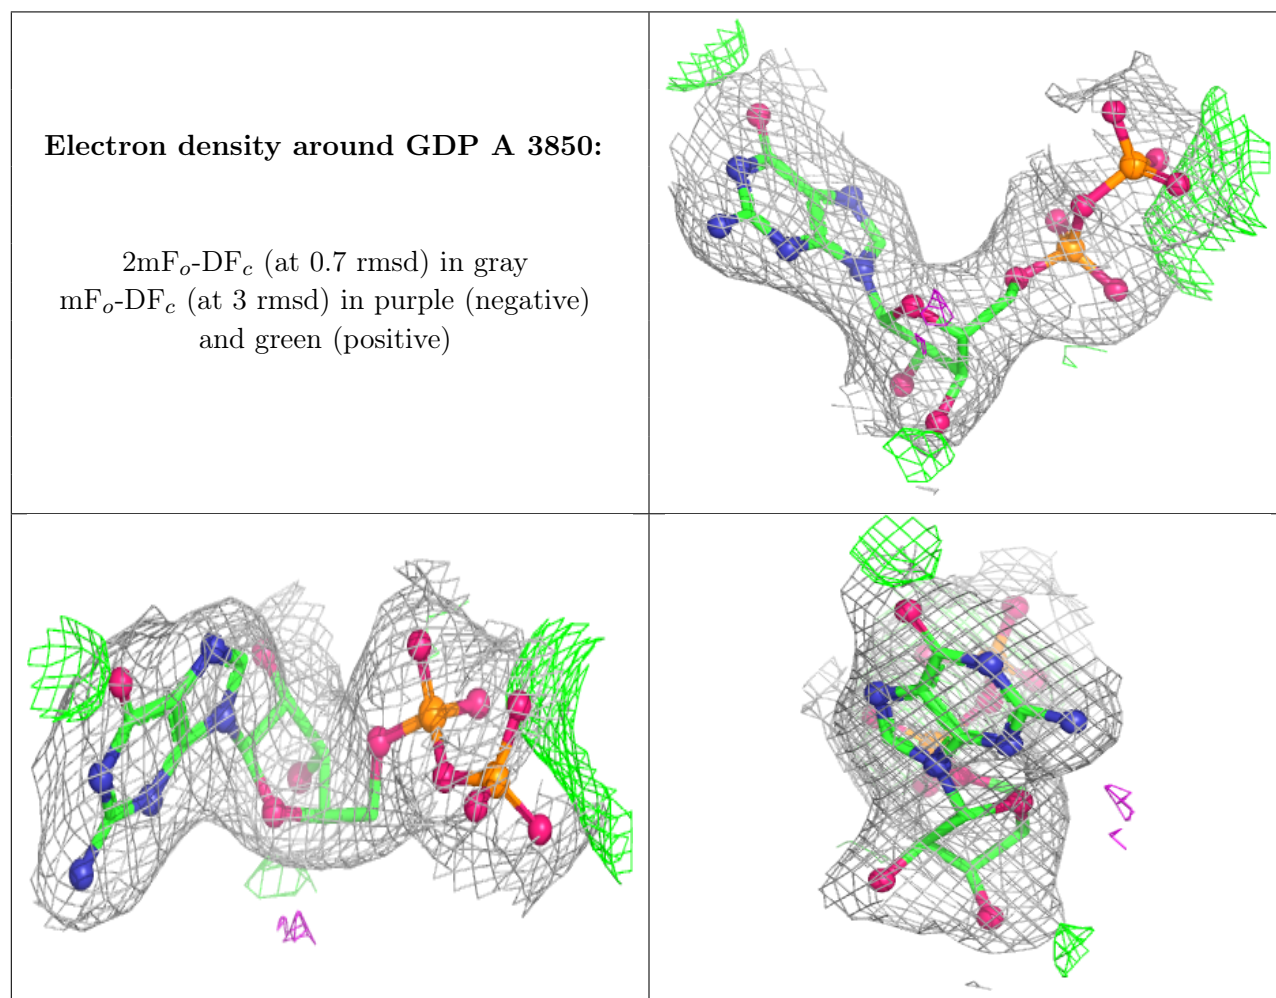 Electron density around GDP A 3850:
2mFo-DFc (at 0.7 rmsd) in gray
mFo-DFc (at 3 rmsd) in purple (negative)
and green (positive)